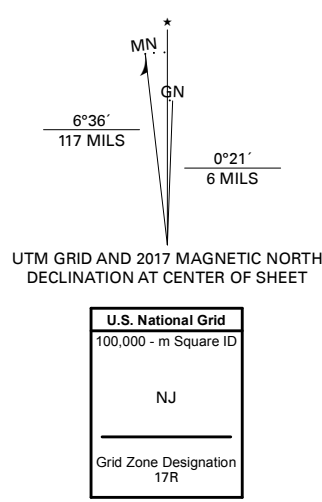 ★
MN
GN
6°36´
117 MILS
0°21´
6 MILS
UTM GRID AND 2017 MAGNETIC NORTH
DECLINATION AT CENTER OF SHEET
U.S. National Grid
100,000 - m Square ID
NJ
Grid Zone Designation
17R